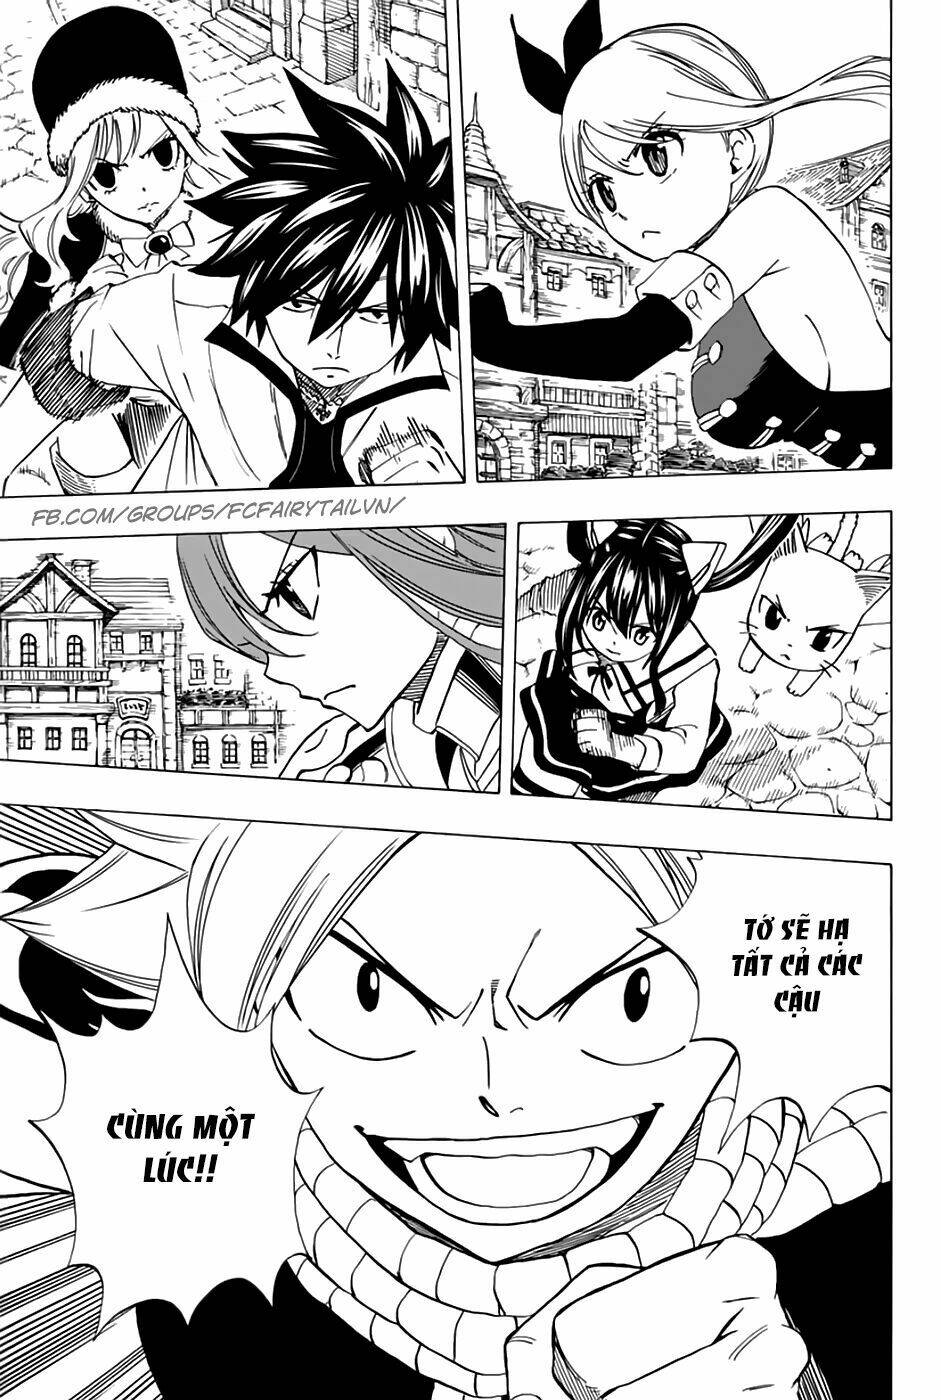 FB.COM/GROUPS/FCFAIRYTAILVN/
TỚ SẼ HẠ
TẤT CẢ CÁC
CẬU
CÙNG MỘT
LÚC!!